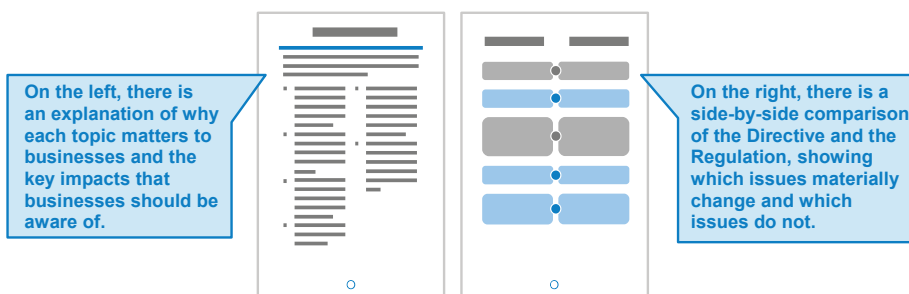 On the left, there is
an explanation of why
each topic matters to
businesses and the
key impacts that
businesses should be
aware of.
On the right, there is a
side-by-side comparison
of the Directive and the
Regulation, showing
which issues materially
change and which
issues do not.